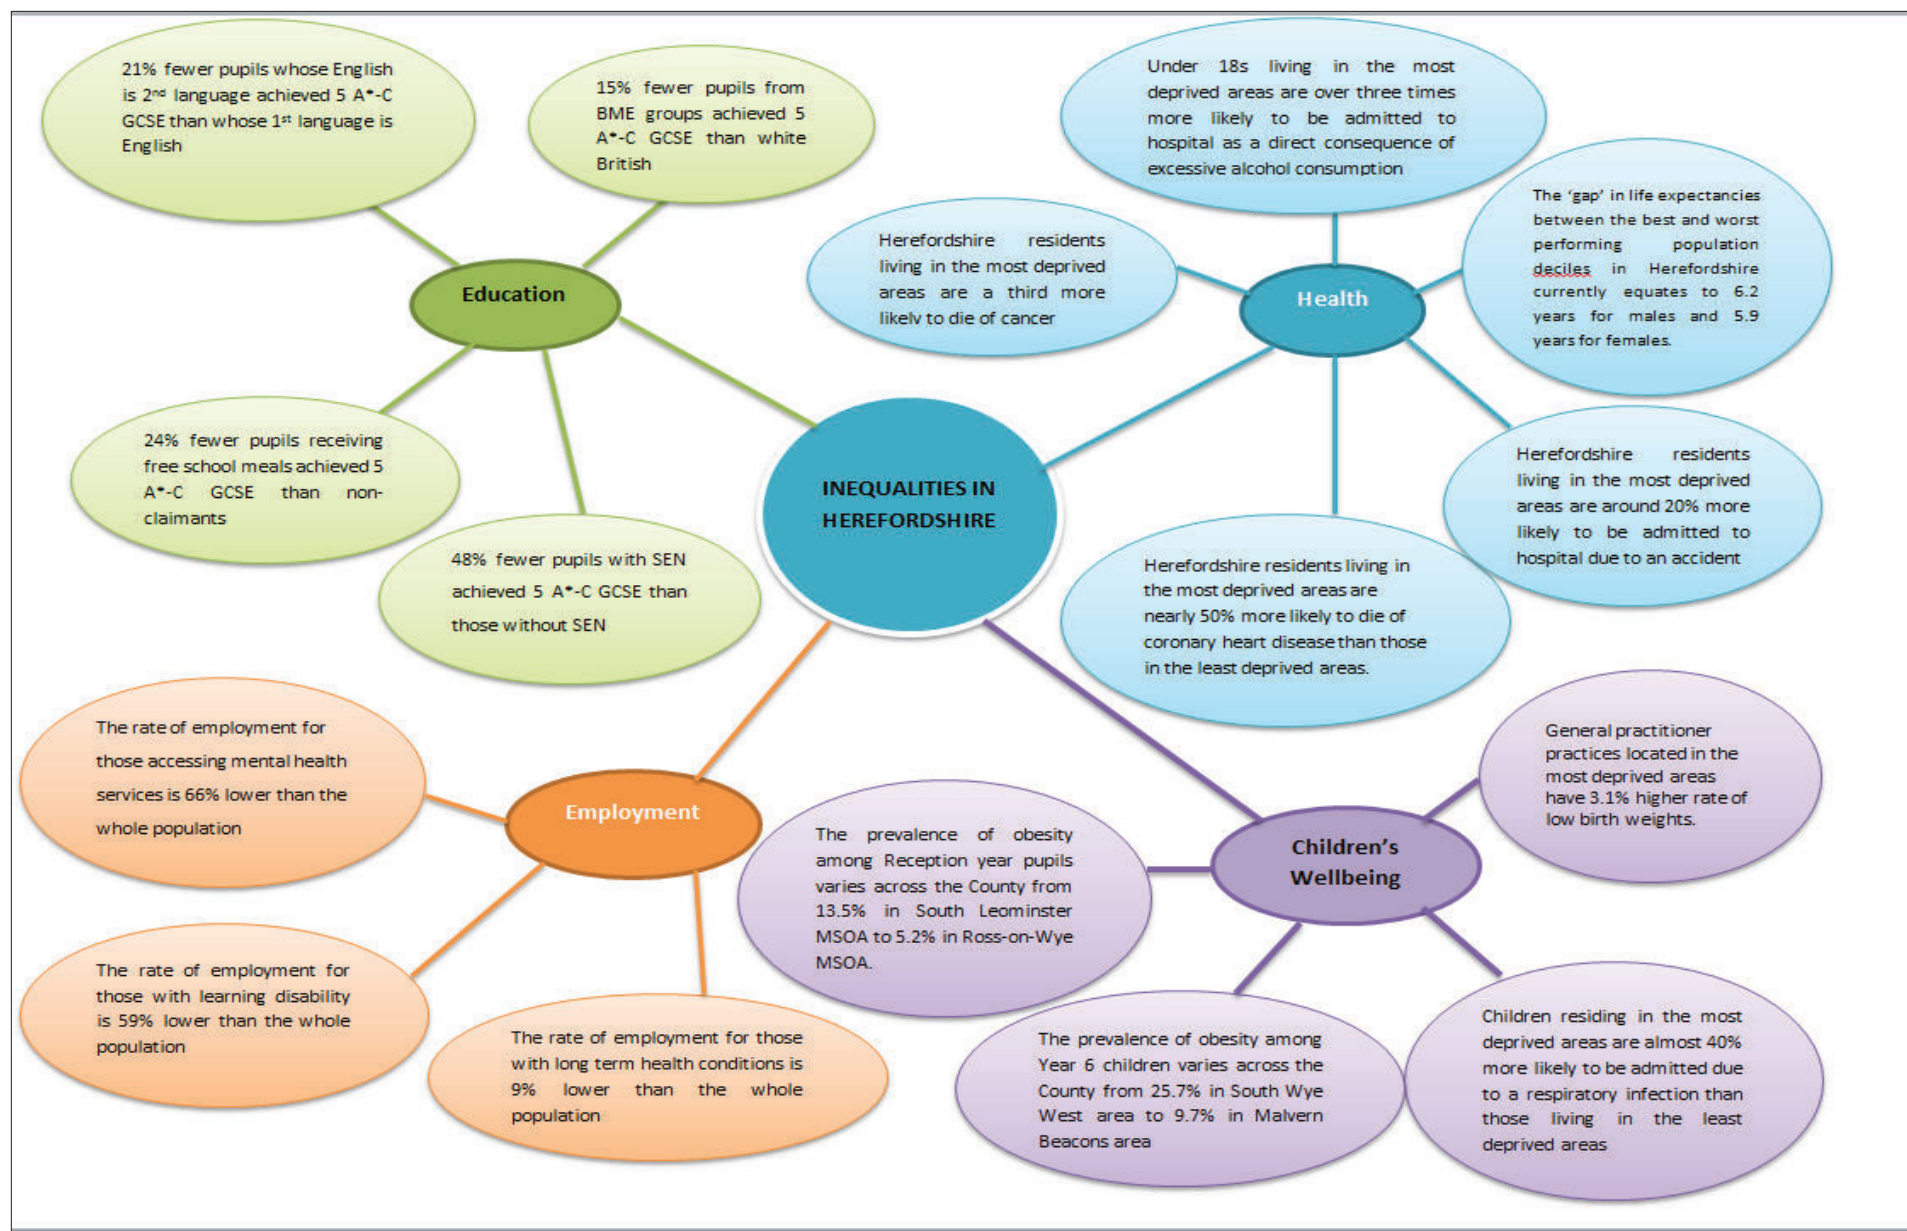 21% fewer pupils whose English
is 2nd language achieved 5 A*-C
GCSE than whose 1st language is
English
15% fewer pupils from
BME groups achieved 5
A*-C GCSE than white
British
Education
24% fewer pupils receiving
free school meals achieved 5
A*-C GCSE than non-
claimants
48% fewer pupils with SEN
achieved 5 A*-C GCSE than
those without SEN
Under 18s living in the most
deprived areas are over three times
more likely to be admitted to
hospital as a direct consequence of
excessive alcohol consumption
Herefordshire residents
living in the most deprived
areas are a third more
likely to die of cancer
Health
The ‘gap’ in life expectancies
between the best and worst
performing population
deciles in Herefordshire
currently equates to 6.2
years for males and 5.9
years for females.
Herefordshire residents
living in the most deprived
areas are around 20% more
likely to be admitted to
hospital due to an accident
Herefordshire residents living in
the most deprived areas are
nearly 50% more likely to die of
coronary heart disease than those
in the least deprived areas.
INEQUALITIES IN
HEREFORDSHIRE
The rate of employment for
those accessing mental health
services is 66% lower than the
whole population
Employment
The rate of employment for
those with learning disability
is 59% lower than the whole
population
The rate of employment for those
with long term health conditions is
9% lower than the whole
population
General practitioner
practices located in the
most deprived areas
have 3.1% higher rate of
low birth weights.
Children’s
Wellbeing
The prevalence of obesity
among Reception year pupils
varies across the County from
13.5% in South Leominster
MSOA to 5.2% in Ross-on-Wye
MSOA.
The prevalence of obesity among
Year 6 children varies across the
County from 25.7% in South Wye
West area to 9.7% in Malvern
Beacons area
Children residing in the most
deprived areas are almost 40%
more likely to be admitted due
to a respiratory infection than
those living in the least
deprived areas